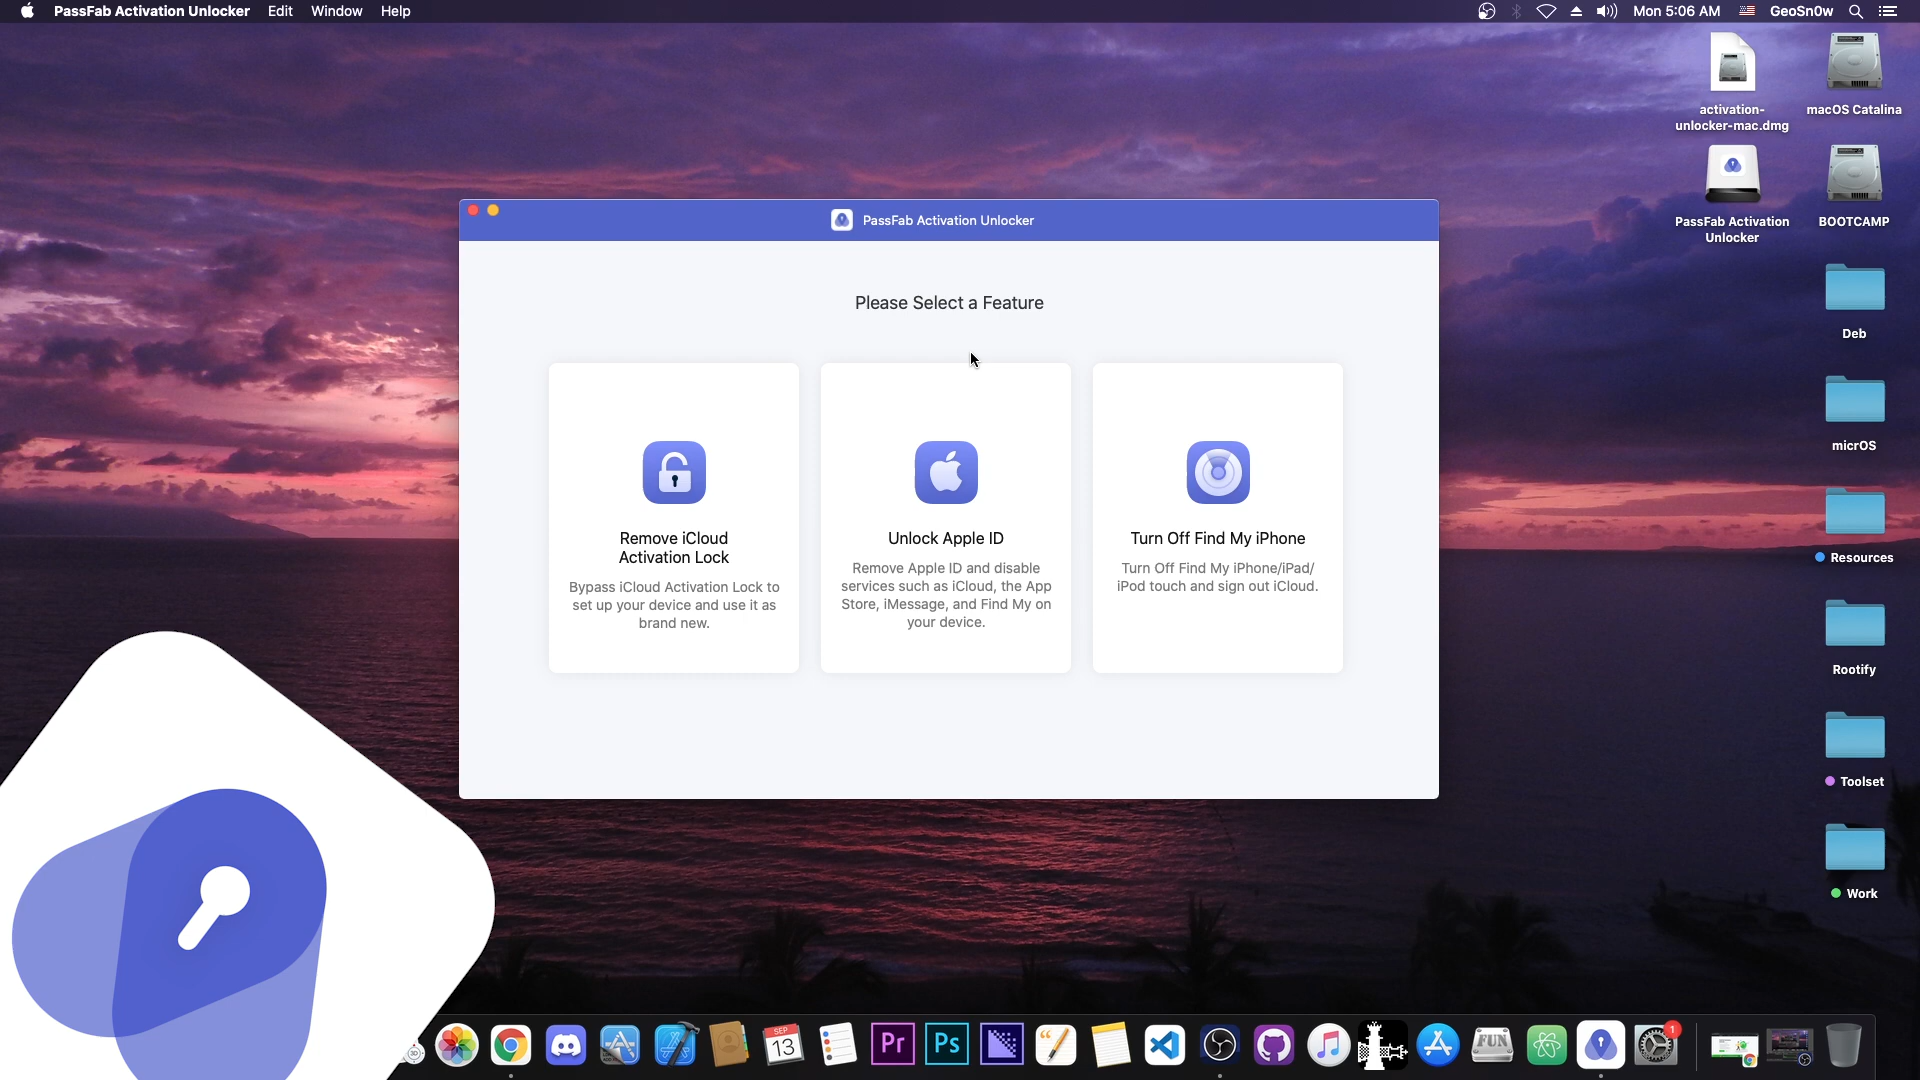 PassFab Activation Unlocker Edit Window Help
Mon 5:06 AM GeoSn0w
activation-
unlocker-mac.dmg
macOS Catalina
PassFab Activation
Unlocker
BOOTCAMP
Deb
micrOS
Resources
Rootify
Toolset
Work
PassFab Activation Unlocker
Please Select a Feature
Remove iCloud
Activation Lock
Bypass iCloud Activation Lock to
set up your device and use it as
brand new.
Unlock Apple ID
Remove Apple ID and disable
services such as iCloud, the App
Store, iMessage, and Find My on
your device.
Turn Off Find My iPhone
Turn Off Find My iPhone/iPad/
iPod touch and sign out iCloud.
3D
SEP
13
Pr
Ps
FUN
1